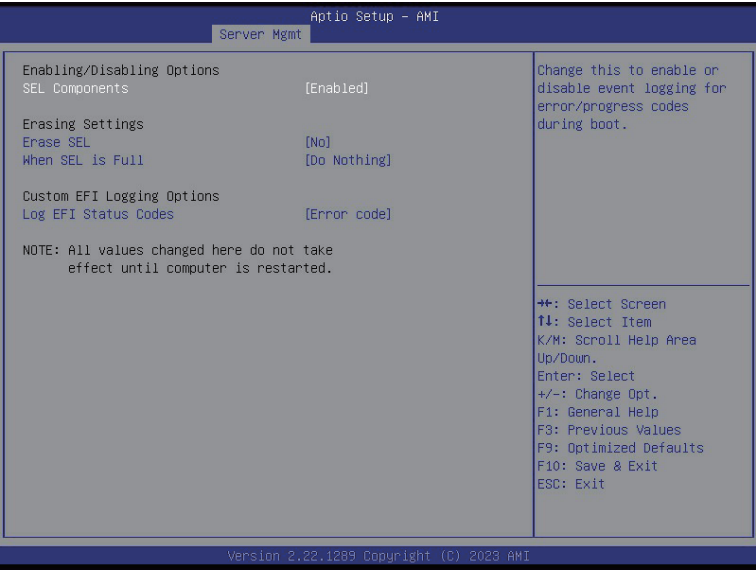 Aptio Setup – AMI
Server Mgmt
Enabling/Disabling Options
SEL Components [Enabled]
Erasing Settings
Erase SEL [No]
When SEL is Full [Do Nothing]
Custom EFI Logging Options
Log EFI Status Codes [Error code]
NOTE: All values changed here do not take
effect until computer is restarted.
Change this to enable or
disable event logging for
error/progress codes
during boot.
→←: Select Screen
↑↓: Select Item
K/M: Scroll Help Area
Up/Down.
Enter: Select
+/-: Change Opt.
F1: General Help
F3: Previous Values
F9: Optimized Defaults
F10: Save & Exit
ESC: Exit
Version 2.22.1289 Copyright (C) 2023 AMI